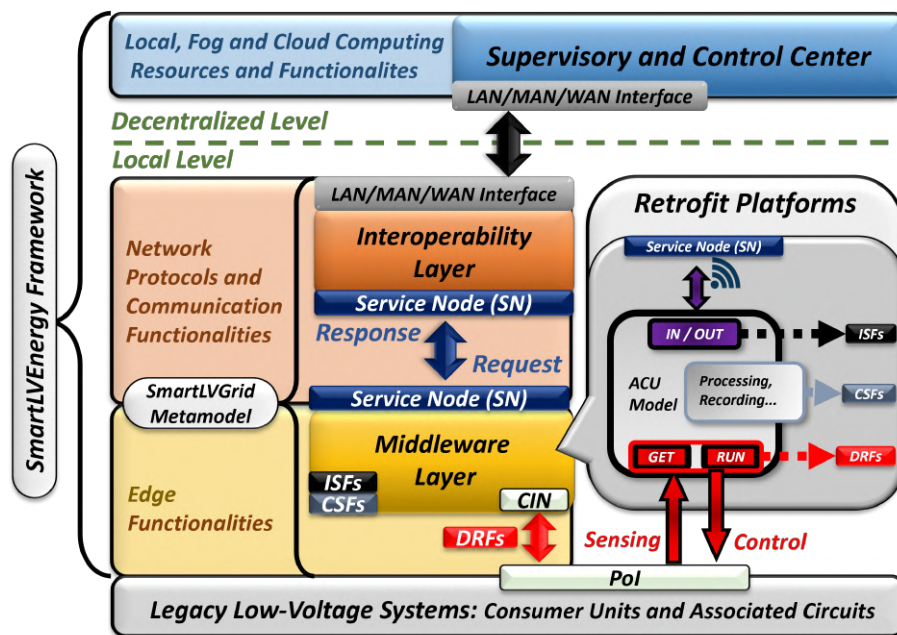 SmartLVEnergy Framework
Local, Fog and Cloud Computing
Resources and Functionalites
Supervisory and Control Center
LAN/MAN/WAN Interface
Decentralized Level
Local Level
Network
Protocols and
Communication
Functionalities
SmartLVGrid
Metamodel
Edge
Functionalities
LAN/MAN/WAN Interface
Interoperability
Layer
Service Node (SN)
Response
Request
Service Node (SN)
Middleware
Layer
ISFs
CSFs
CIN
DRFs
Retrofit Platforms
Service Node (SN)
IN / OUT
ISFs
ACU
Model
Processing,
Recording...
CSFs
GET
RUN
DRFs
Sensing
Control
PoI
Legacy Low-Voltage Systems: Consumer Units and Associated Circuits